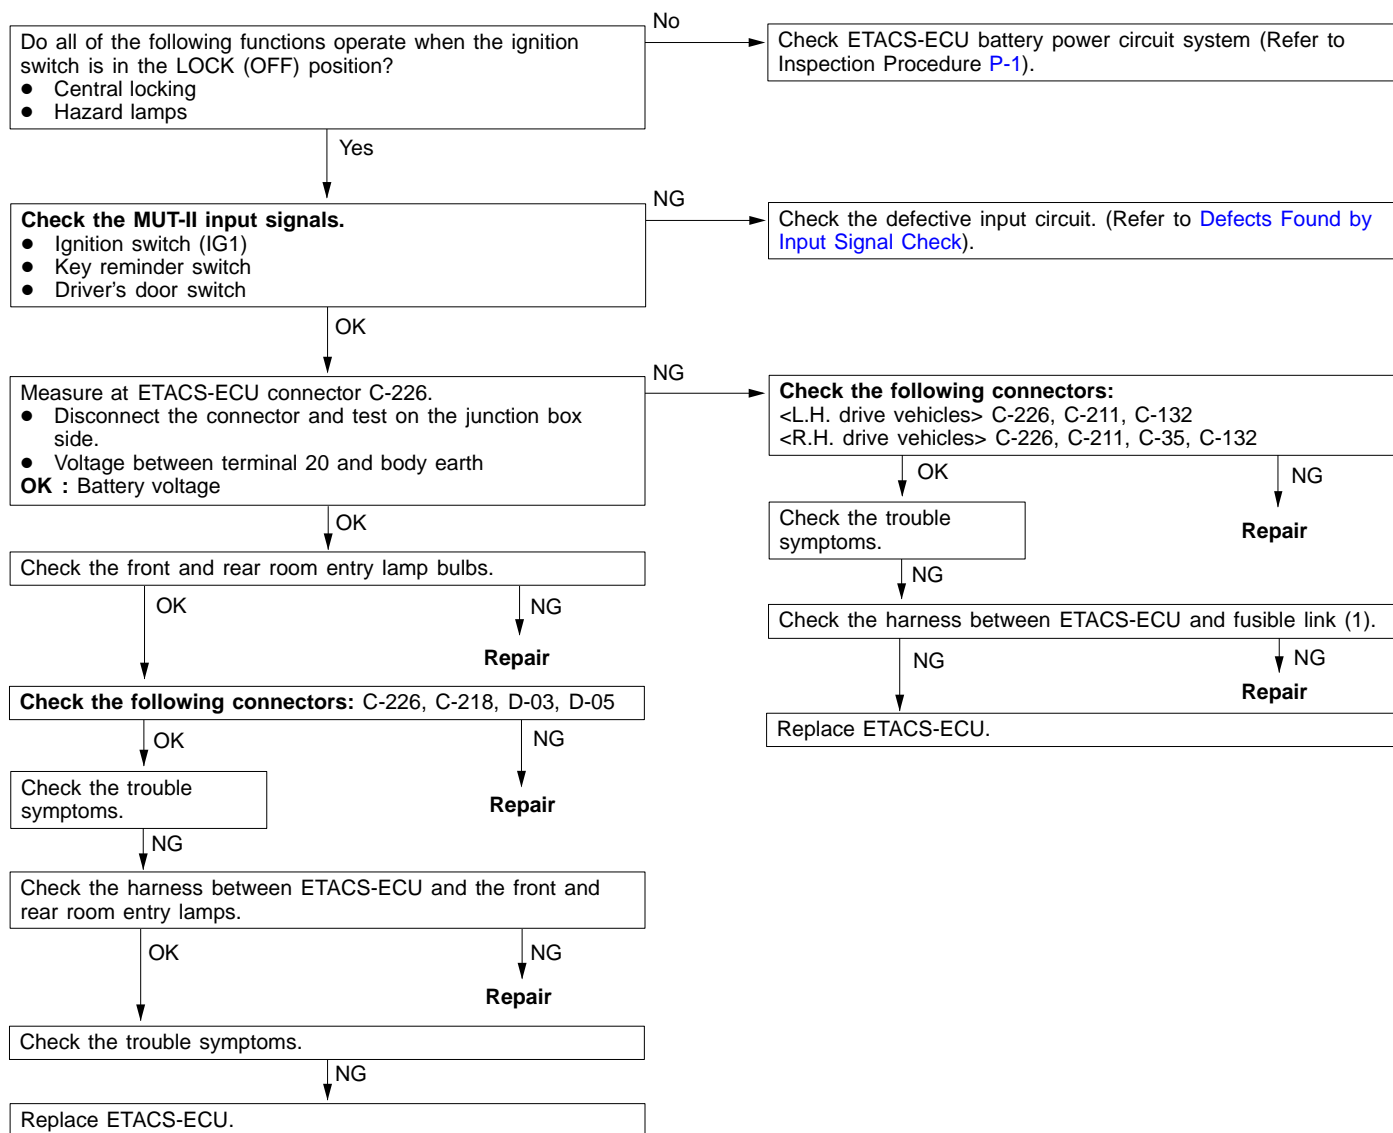 Do all of the following functions operate when the ignition
switch is in the LOCK (OFF) position?
● Central locking
● Hazard lamps
No
Check ETACS-ECU battery power circuit system (Refer to
Inspection Procedure P-1).
Yes
Check the MUT-II input signals.
● Ignition switch (IG1)
● Key reminder switch
● Driver's door switch
NG
Check the defective input circuit. (Refer to Defects Found by
Input Signal Check).
OK
Measure at ETACS-ECU connector C-226.
● Disconnect the connector and test on the junction box
side.
● Voltage between terminal 20 and body earth
OK : Battery voltage
NG
Check the following connectors:
<L.H. drive vehicles> C-226, C-211, C-132
<R.H. drive vehicles> C-226, C-211, C-35, C-132
OK
NG
Check the trouble
symptoms.
Repair
NG
Check the harness between ETACS-ECU and fusible link (1).
NG
NG
Repair
Replace ETACS-ECU.
OK
Check the front and rear room entry lamp bulbs.
OK
NG
Repair
Check the following connectors: C-226, C-218, D-03, D-05
OK
NG
Check the trouble
symptoms.
Repair
NG
Check the harness between ETACS-ECU and the front and
rear room entry lamps.
OK
NG
Repair
Check the trouble symptoms.
NG
Replace ETACS-ECU.